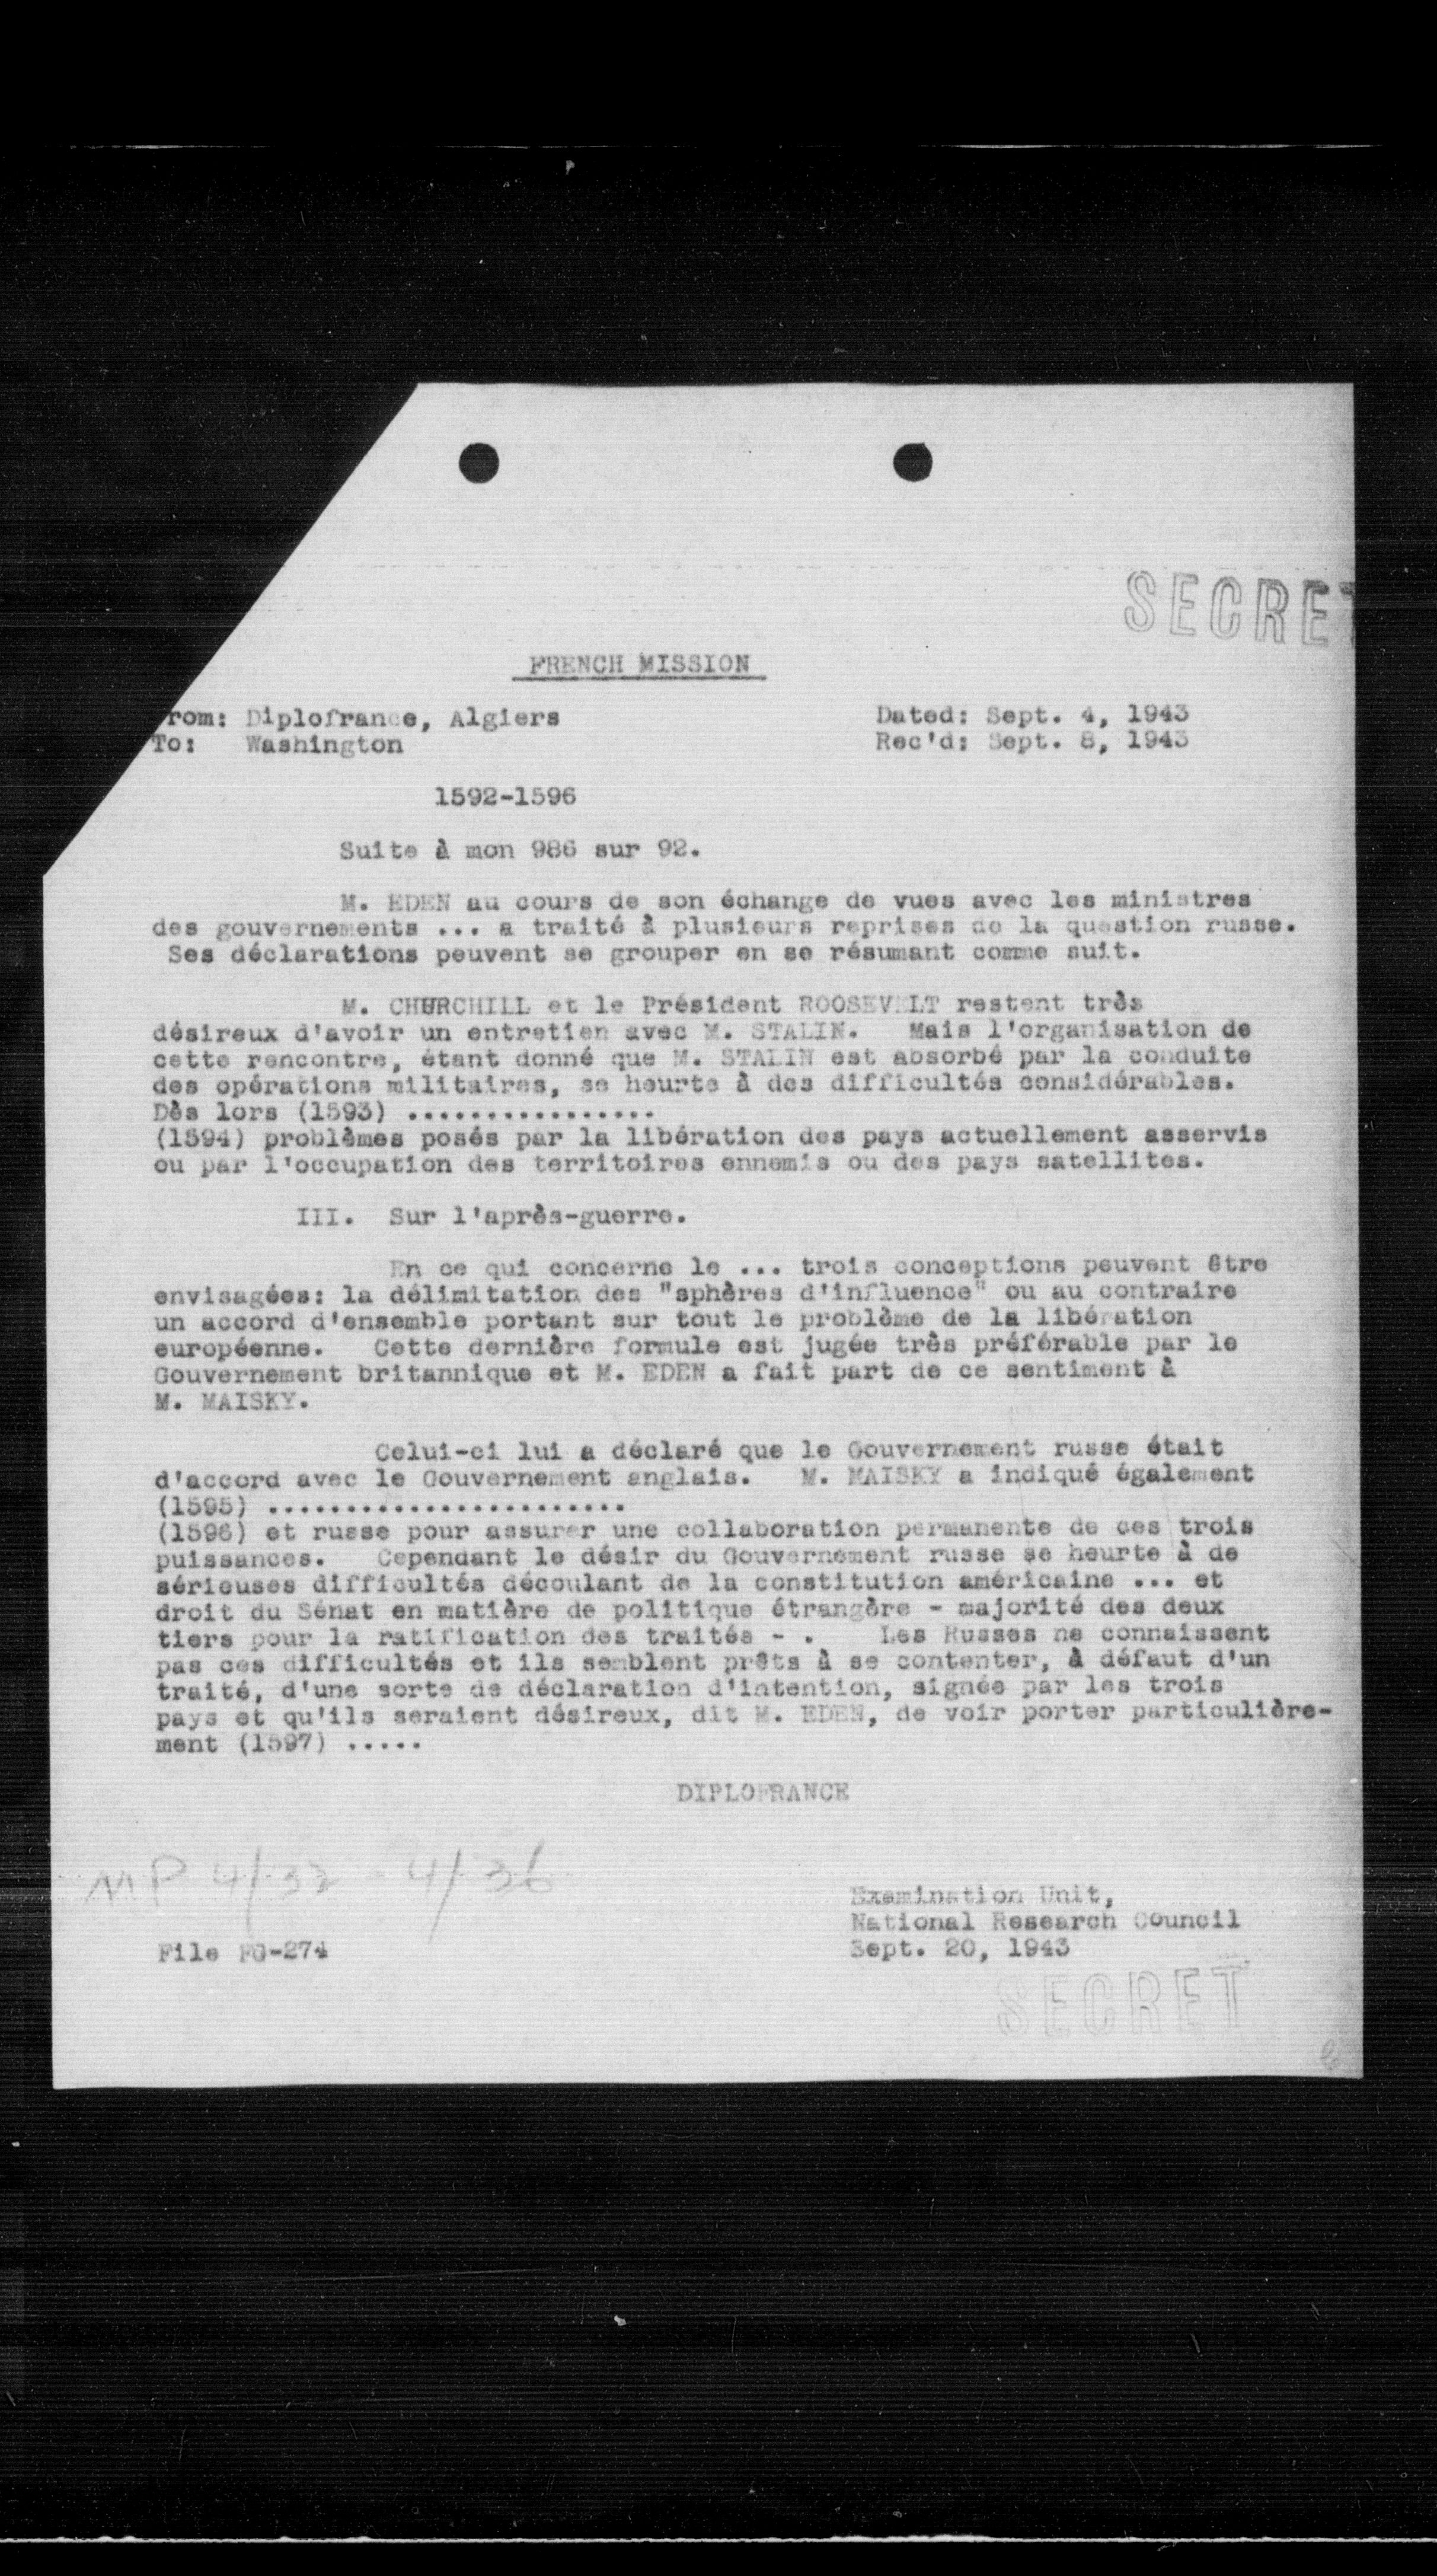 SECRET
FRENCH MISSION
rom: Diplofrance, Algiers
Dated: Sept. 4, 1943
To: Washington
Rec'd: Sept. 8, 1943
1592-1596
Suite à mon 986 sur 92.
M. EDEN au cours de son échange de vues avec les ministres
des gouvernements ... a traité à plusieurs reprises de la question russe.
Ses déclarations peuvent se grouper en se résumant comme suit.
M. CHURCHILL et le Président ROOSEVELT restent très
désireux d'avoir un entretien avec M. STALIN. Mais l'organisation de
cette rencontre, étant donné que M. STALIN est absorbé par la conduite
des opérations militaires, se heurte à des difficultés considérables.
Dès lors (1593) ................
(1594) problèmes posés par la libération des pays actuellement asservis
ou par l'occupation des territoires ennemis ou des pays satellites.
III. Sur l'après-guerre.
En ce qui concerne le ... trois conceptions peuvent être
envisagées: la délimitation des "sphères d'influence" ou au contraire
un accord d'ensemble portant sur tout le problème de la libération
européenne. Cette dernière formule est jugée très préférable par le
Gouvernement britannique et M. EDEN a fait part de ce sentiment à
M. MAISKY.
Celui-ci lui a déclaré que le Gouvernement russe était
d'accord avec le Gouvernement anglais. M. MAISKY a indiqué également
(1595) .......................
(1596) et russe pour assurer une collaboration permanente de ces trois
puissances. Cependant le désir du Gouvernement russe se heurte à de
sérieuses difficultés découlant de la constitution américaine ... et
droit du Sénat en matière de politique étrangère - majorité des deux
tiers pour la ratification des traités - . Les Russes ne connaissent
pas ces difficultés et ils semblent prêts à se contenter, à défaut d'un
traité, d'une sorte de déclaration d'intention, signée par les trois
pays et qu'ils seraient désireux, dit M. EDEN, de voir porter particulière-
ment (1597) .....
DIPLOFRANCE
MP 4/32 - 4/36
Examination Unit,
National Research Council
File FG-274
Sept. 20, 1943
SECRET